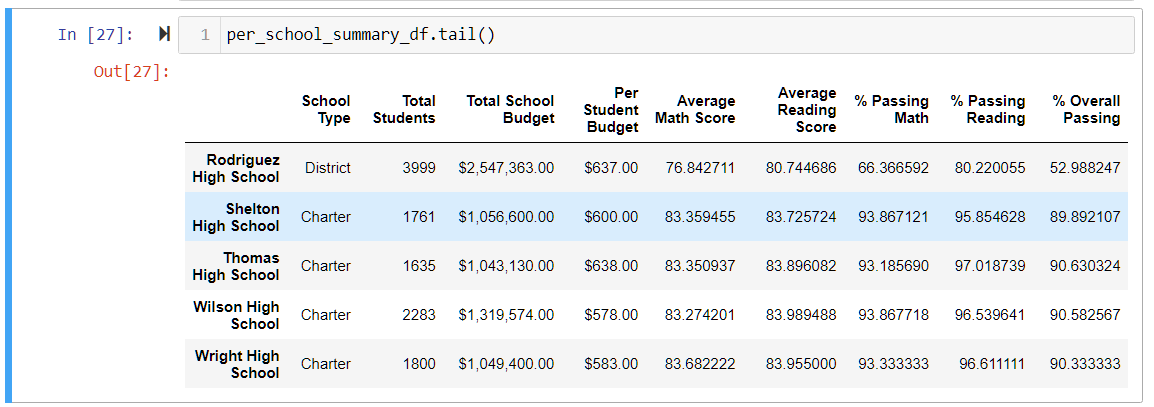 In [27]:
1 per_school_summary_df.tail()
Out[27]:
School Type Total Students Total School Budget Per Student Budget Average Math Score Average Reading Score % Passing Math % Passing Reading % Overall Passing
Rodriguez High School District 3999 $2,547,363.00 $637.00 76.842711 80.744686 66.366592 80.220055 52.988247
Shelton High School Charter 1761 $1,056,600.00 $600.00 83.359455 83.725724 93.867121 95.854628 89.892107
Thomas High School Charter 1635 $1,043,130.00 $638.00 83.350937 83.896082 93.185690 97.018739 90.630324
Wilson High School Charter 2283 $1,319,574.00 $578.00 83.274201 83.989488 93.867718 96.539641 90.582567
Wright High School Charter 1800 $1,049,400.00 $583.00 83.682222 83.955000 93.333333 96.611111 90.333333